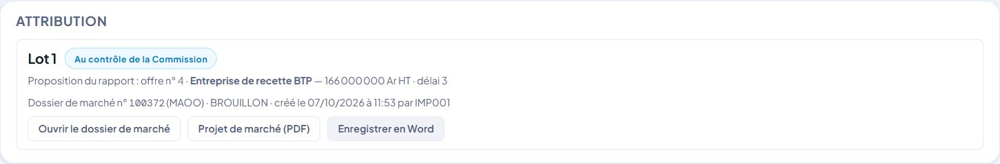 ATTRIBUTION
Lot 1 Au contrôle de la Commission
Proposition du rapport : offre n° 4 · Entreprise de recette BTP — 166 000 000 Ar HT · délai 3
Dossier de marché n° 100372 (MAOO) · BROUILLON · créé le 07/10/2026 à 11:53 par IMP001
Ouvrir le dossier de marché Projet de marché (PDF) Enregistrer en Word